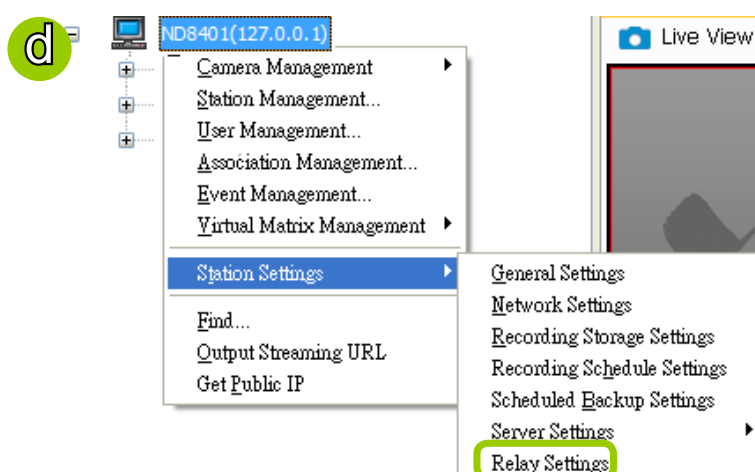 d
ND8401(127.0.0.1)
Live View
Camera Management
Station Management...
User Management...
Association Management...
Event Management...
Virtual Matrix Management
Station Settings
Find...
Output Streaming URL
Get Public IP
General Settings
Network Settings
Recording Storage Settings
Recording Schedule Settings
Scheduled Backup Settings
Server Settings
Relay Settings